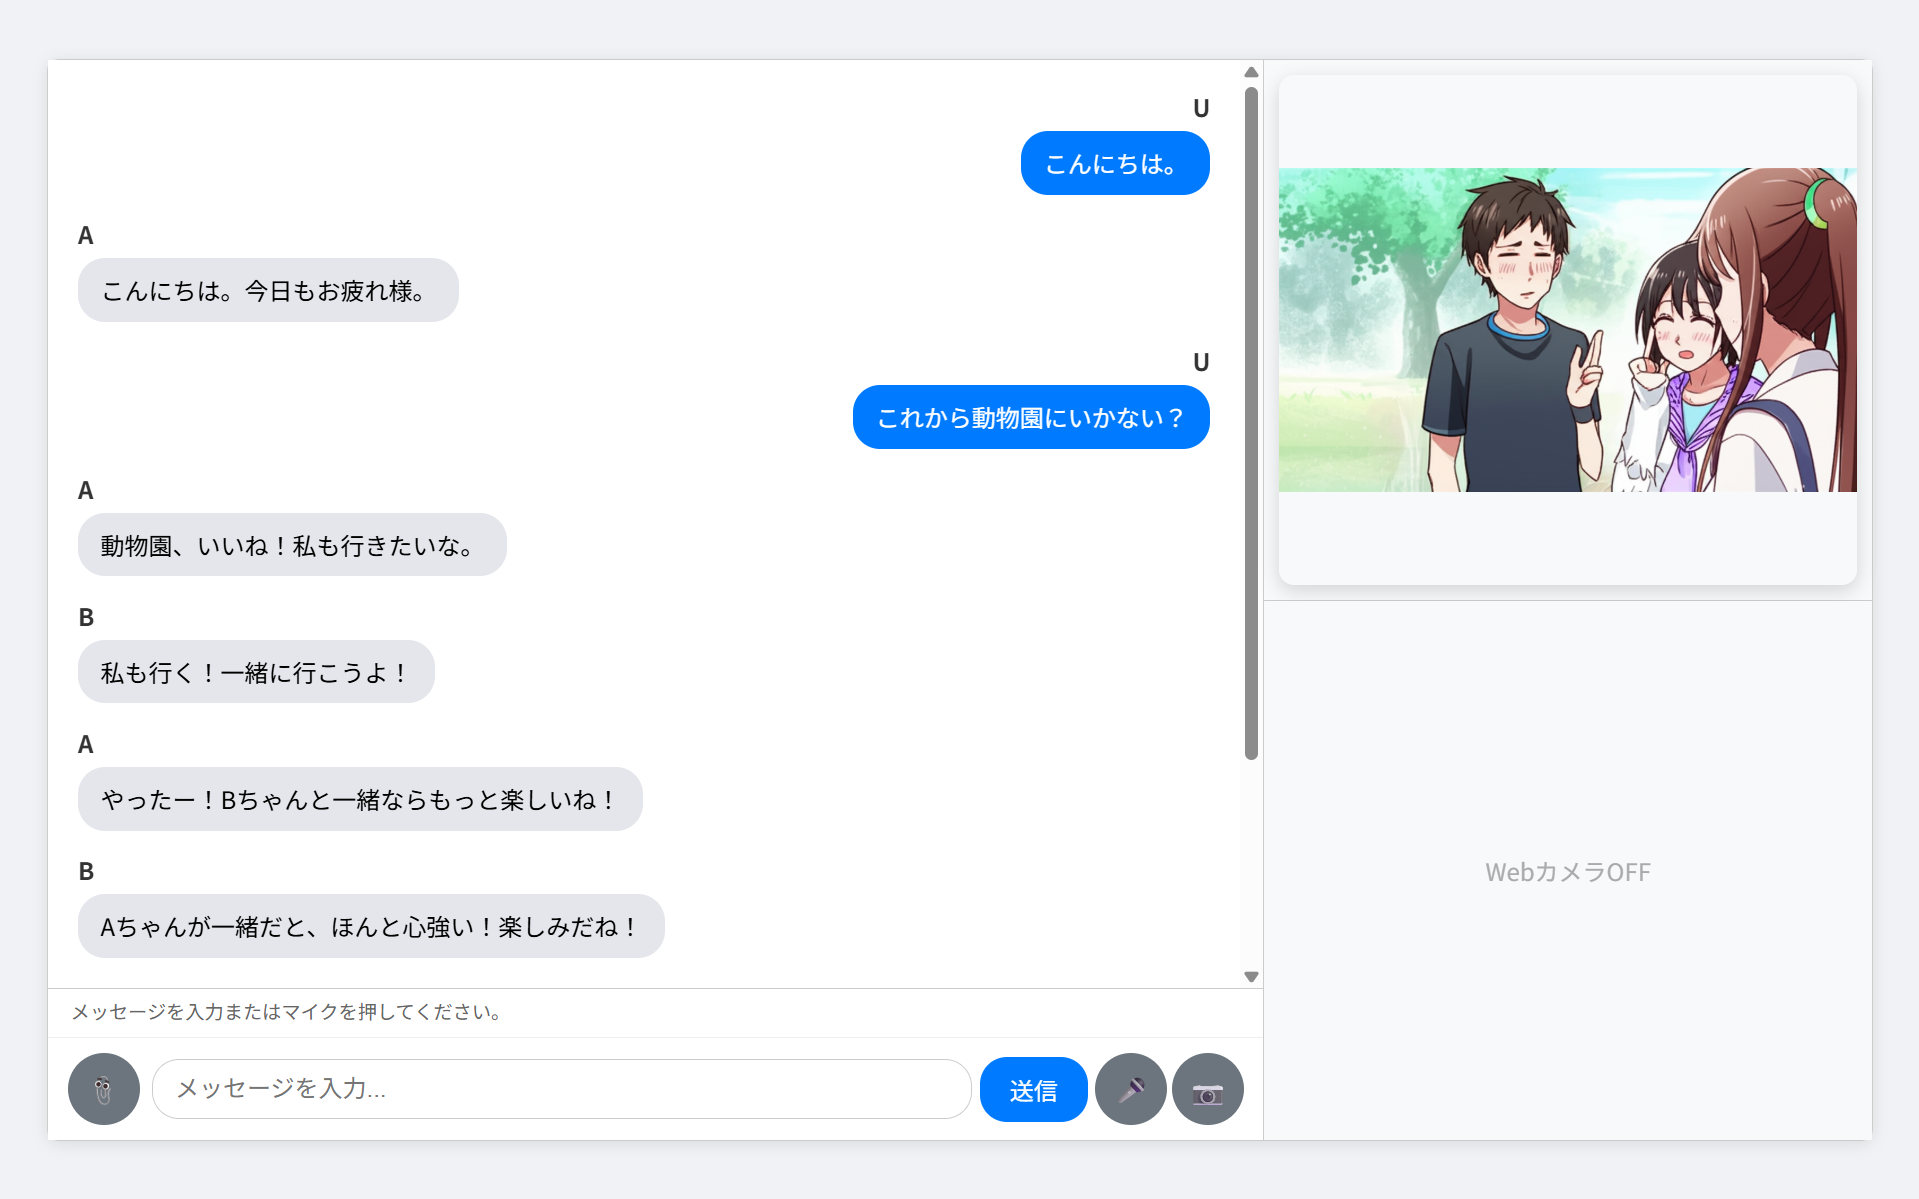 U
こんにちは。
A
こんにちは。今日もお疲れ様。
U
これから動物園にいかない？
A
動物園、いいね！私も行きたいな。
B
私も行く！一緒に行こうよ！
A
やったー！Bちゃんと一緒ならもっと楽しいね！
B
Aちゃんが一緒だと、ほんと心強い！楽しみだね！
メッセージを入力またはマイクを押してください。
メッセージを入力...
送信
WebカメラOFF